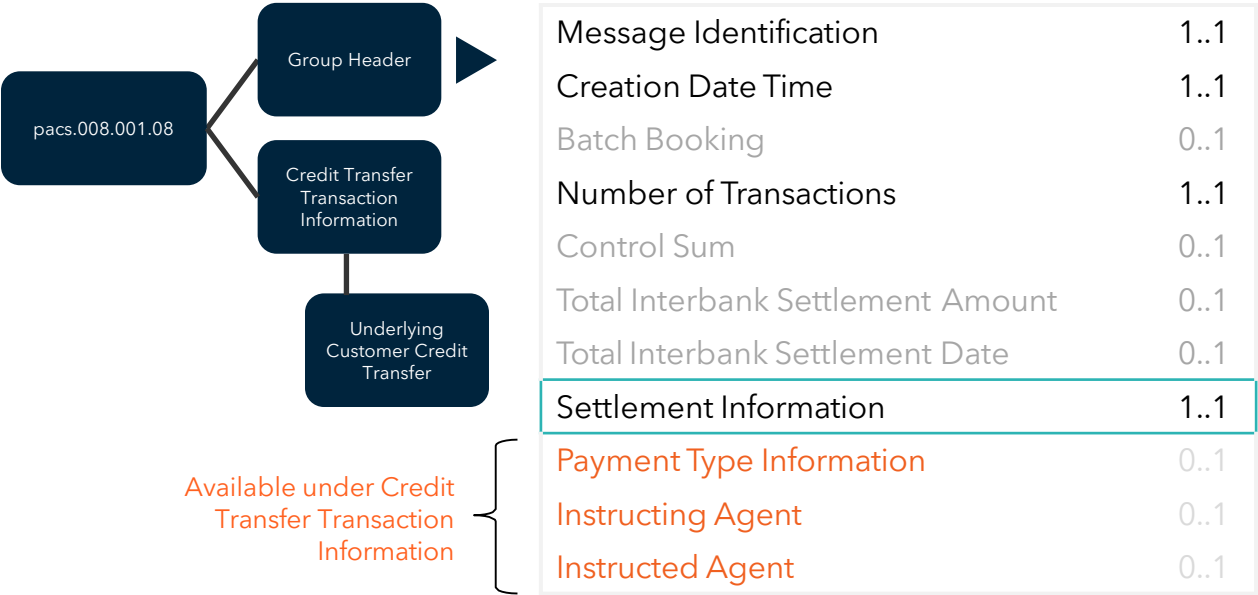 pacs.008.001.08
Group Header
Credit Transfer
Transaction
Information
Underlying
Customer Credit
Transfer
Message Identification 1..1
Creation Date Time 1..1
Batch Booking 0..1
Number of Transactions 1..1
Control Sum 0..1
Total Interbank Settlement Amount 0..1
Total Interbank Settlement Date 0..1
Settlement Information 1..1
Payment Type Information 0..1
Instructing Agent 0..1
Instructed Agent 0..1
Available under Credit
Transfer Transaction
Information